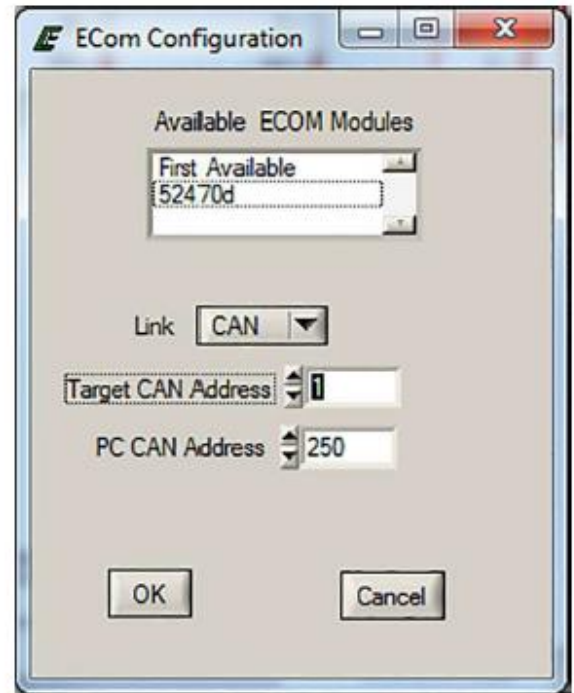 ECom Configuration
Available ECOM Modules
First Available
52470d
Link CAN
Target CAN Address 1
PC CAN Address 250
OK Cancel